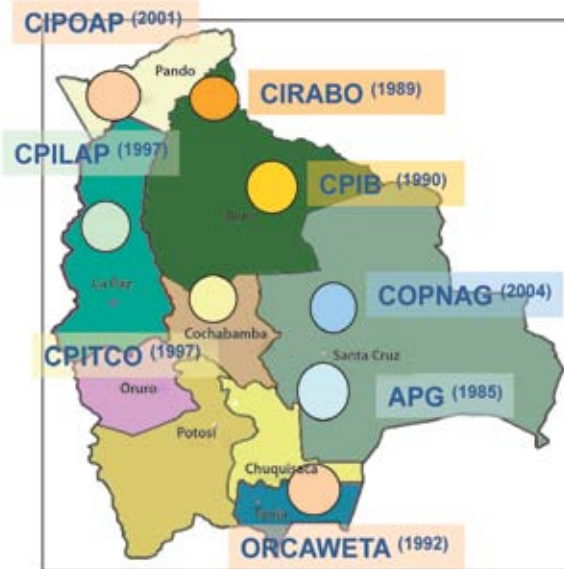 CIPOAP (2001)
Pando
CIRABO (1989)
CPILAP (1997)
CPIB (1990)
Beni
La Paz
COPNAG (2004)
Cochabamba
CPITCO (1997)
Santa Cruz
Oruro
APG (1985)
Potosí
Chuquisaca
Tarija
ORCAWETA (1992)